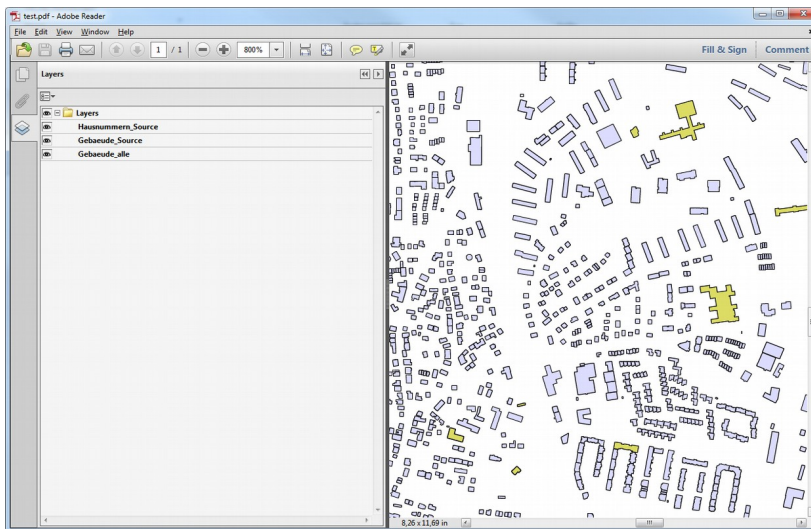 test.pdf - Adobe Reader
File Edit View Window Help
1 / 1 800% Fill & Sign Comment
Layers
Layers
Hausnummern_Source
Gebaeude_Source
Gebaeude_alle
8,26 x 11,69 in